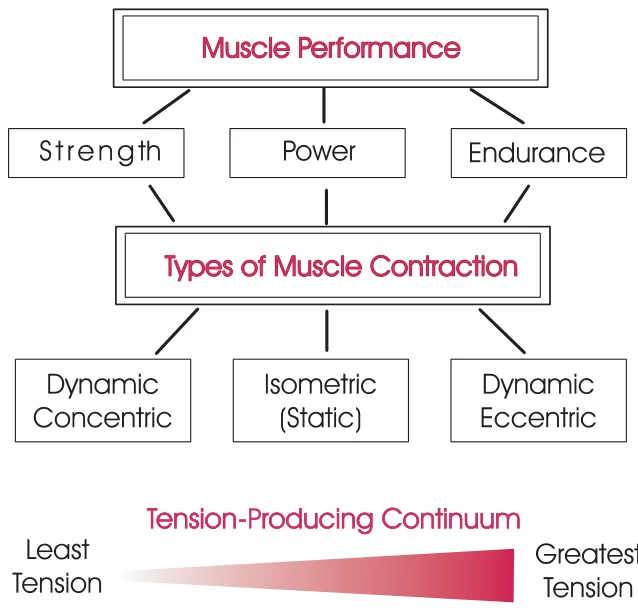 Muscle Performance
Strength
Power
Endurance
Types of Muscle Contraction
Dynamic
Concentric
Isometric
(Static)
Dynamic
Eccentric
Tension-Producing Continuum
Least
Tension
Greatest
Tension